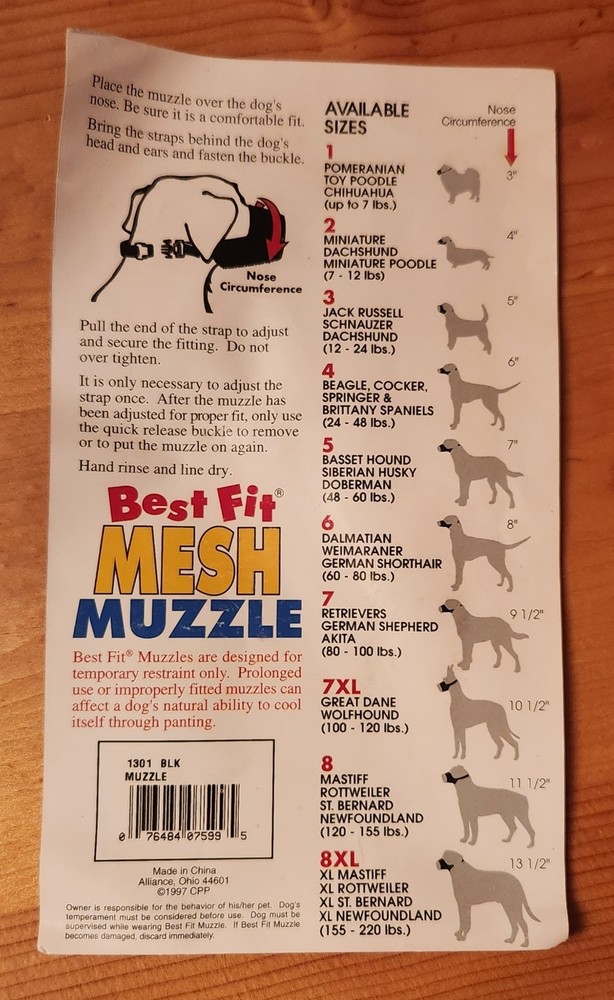 Place the muzzle over the dog's
nose. Be sure it is a comfortable fit.
Bring the straps behind the dog's
head and ears and fasten the buckle.
Nose
Circumference
Pull the end of the strap to adjust
and secure the fitting. Do not
over tighten.
It is only necessary to adjust the
strap once. After the muzzle has
been adjusted for proper fit, only use
the quick release buckle to remove
or to put the muzzle on again.
Hand rinse and line dry.
Best Fit®
MESH
MUZZLE
Best Fit® Muzzles are designed for
temporary restraint only. Prolonged
use or improperly fitted muzzles can
affect a dog's natural ability to cool
itself through panting.
1301 BLK
MUZZLE
0 76484 07599 5
Made in China
Alliance, Ohio 44601
©1997 CPP
Owner is responsible for the behavior of his/her pet. Dog's
temperament must be considered before use. Dog must be
supervised while wearing Best Fit Muzzle. If Best Fit Muzzle
becomes damaged, discard immediately.
AVAILABLE
SIZES
Nose
Circumference
1
POMERANIAN
TOY POODLE
CHIHUAHUA
(up to 7 lbs.)
3"
2
MINIATURE
DACHSHUND
MINIATURE POODLE
(7 - 12 lbs)
4"
3
JACK RUSSELL
SCHNAUZER
DACHSHUND
(12 - 24 lbs.)
5"
4
BEAGLE, COCKER,
SPRINGER &
BRITTANY SPANIELS
(24 - 48 lbs.)
6"
5
BASSET HOUND
SIBERIAN HUSKY
DOBERMAN
(48 - 60 lbs.)
7"
6
DALMATIAN
WEIMARANER
GERMAN SHORTHAIR
(60 - 80 lbs.)
8"
7
RETRIEVERS
GERMAN SHEPHERD
AKITA
(80 - 100 lbs.)
9 1/2"
7XL
GREAT DANE
WOLFHOUND
(100 - 120 lbs.)
10 1/2"
8
MASTIFF
ROTTWEILER
ST. BERNARD
NEWFOUNDLAND
(120 - 155 lbs.)
11 1/2"
8XL
XL MASTIFF
XL ROTTWEILER
XL ST. BERNARD
XL NEWFOUNDLAND
(155 - 220 lbs.)
13 1/2"